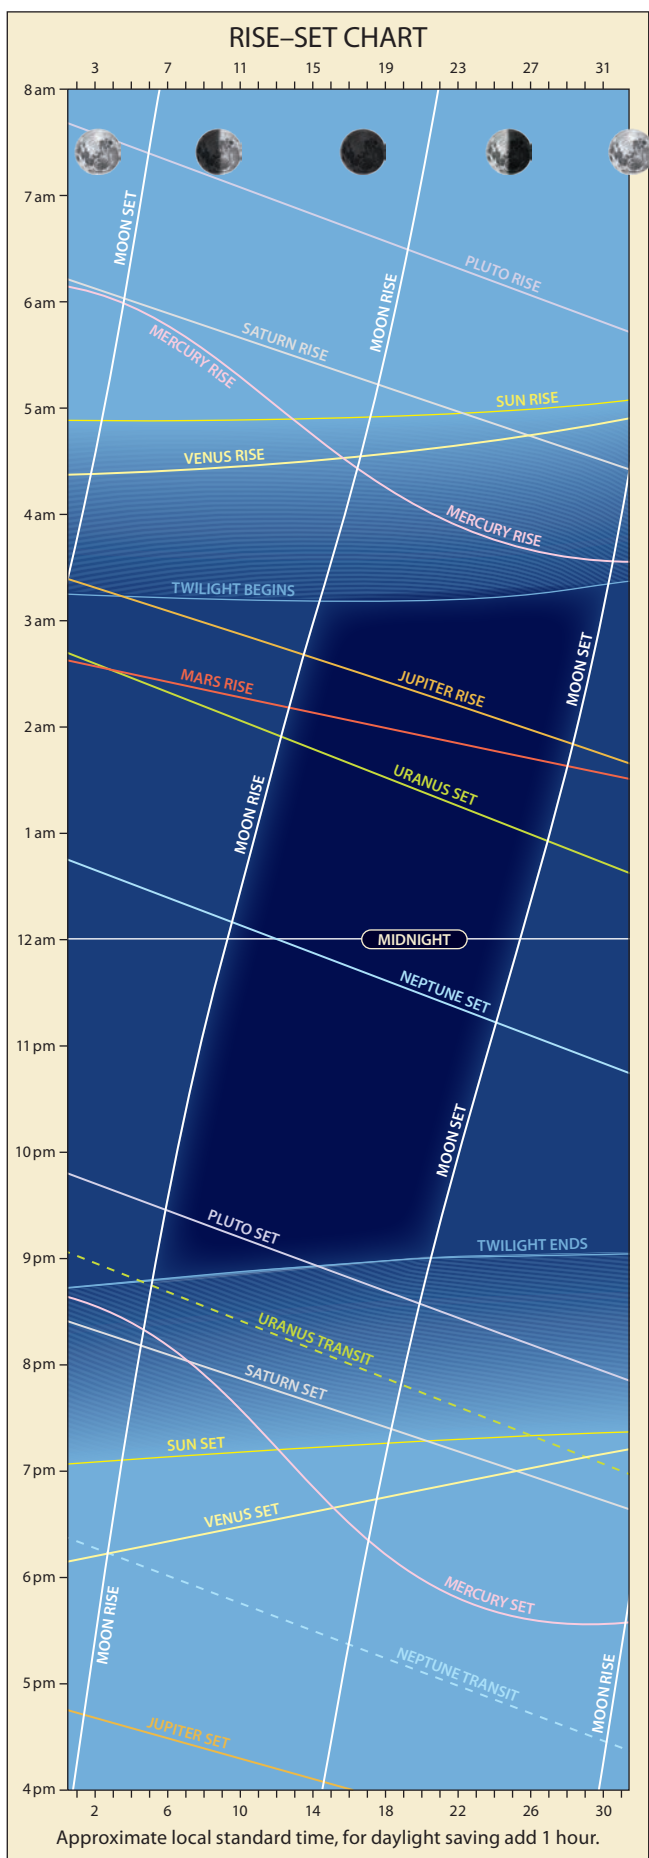 RISE–SET CHART
3 7 11 15 19 23 27 31
8 am
7 am
MOON SET
PLUTO RISE
MOON RISE
6 am
SATURN RISE
MERCURY RISE
SUN RISE
5 am
VENUS RISE
MERCURY RISE
4 am
TWILIGHT BEGINS
3 am
MOON SET
MARS RISE
JUPITER RISE
2 am
URANUS SET
MOON RISE
1 am
12 am
MIDNIGHT
NEPTUNE SET
11 pm
MOON SET
10 pm
PLUTO SET
TWILIGHT ENDS
9 pm
URANUS TRANSIT
8 pm
SATURN SET
SUN SET
7 pm
VENUS SET
6 pm
MERCURY SET
MOON RISE
NEPTUNE TRANSIT
MOON RISE
5 pm
JUPITER SET
4 pm
2 6 10 14 18 22 26 30
Approximate local standard time, for daylight saving add 1 hour.